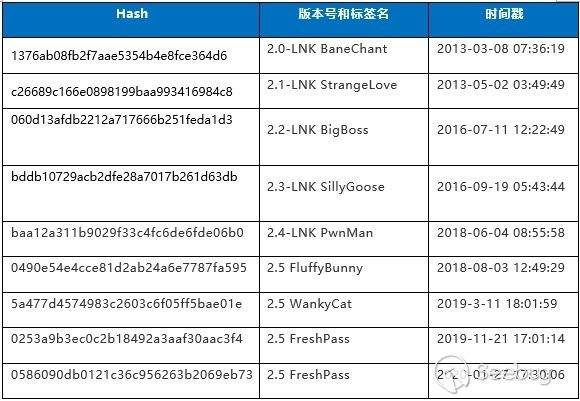 Hash 版本号和标签名 时间戳
1376ab08fb2f7aae5354b4e8fce364d6 2.0-LNK BaneChant 2013-03-08 07:36:19
c26689c166e0898199baa993416984c8 2.1-LNK StrangeLove 2013-05-02 03:49:49
060d13afdb2212a717666b251feda1d3 2.2-LNK BigBoss 2016-07-11 12:22:49
bddb10729acb2dfe28a7017b261d63db 2.3-LNK SillyGoose 2016-09-19 05:43:44
baa12a311b9029f33c4fc6de6fde06b0 2.4-LNK PwnMan 2018-06-04 08:55:58
0490e54e4cce81d2ab24a6e7787fa595 2.5 FluffyBunny 2018-08-03 12:49:29
5a477d4574983c2603c6f05ff5bae01e 2.5 WankyCat 2019-3-11 18:01:59
0253a9b3ec0c2b18492a3aaf30aac3f4 2.5 FreshPass 2019-11-21 17:01:14
0586090db0121c36c956263b2069eb73 2.5 FreshPass 2020-01-27 17:30:06
Seebug